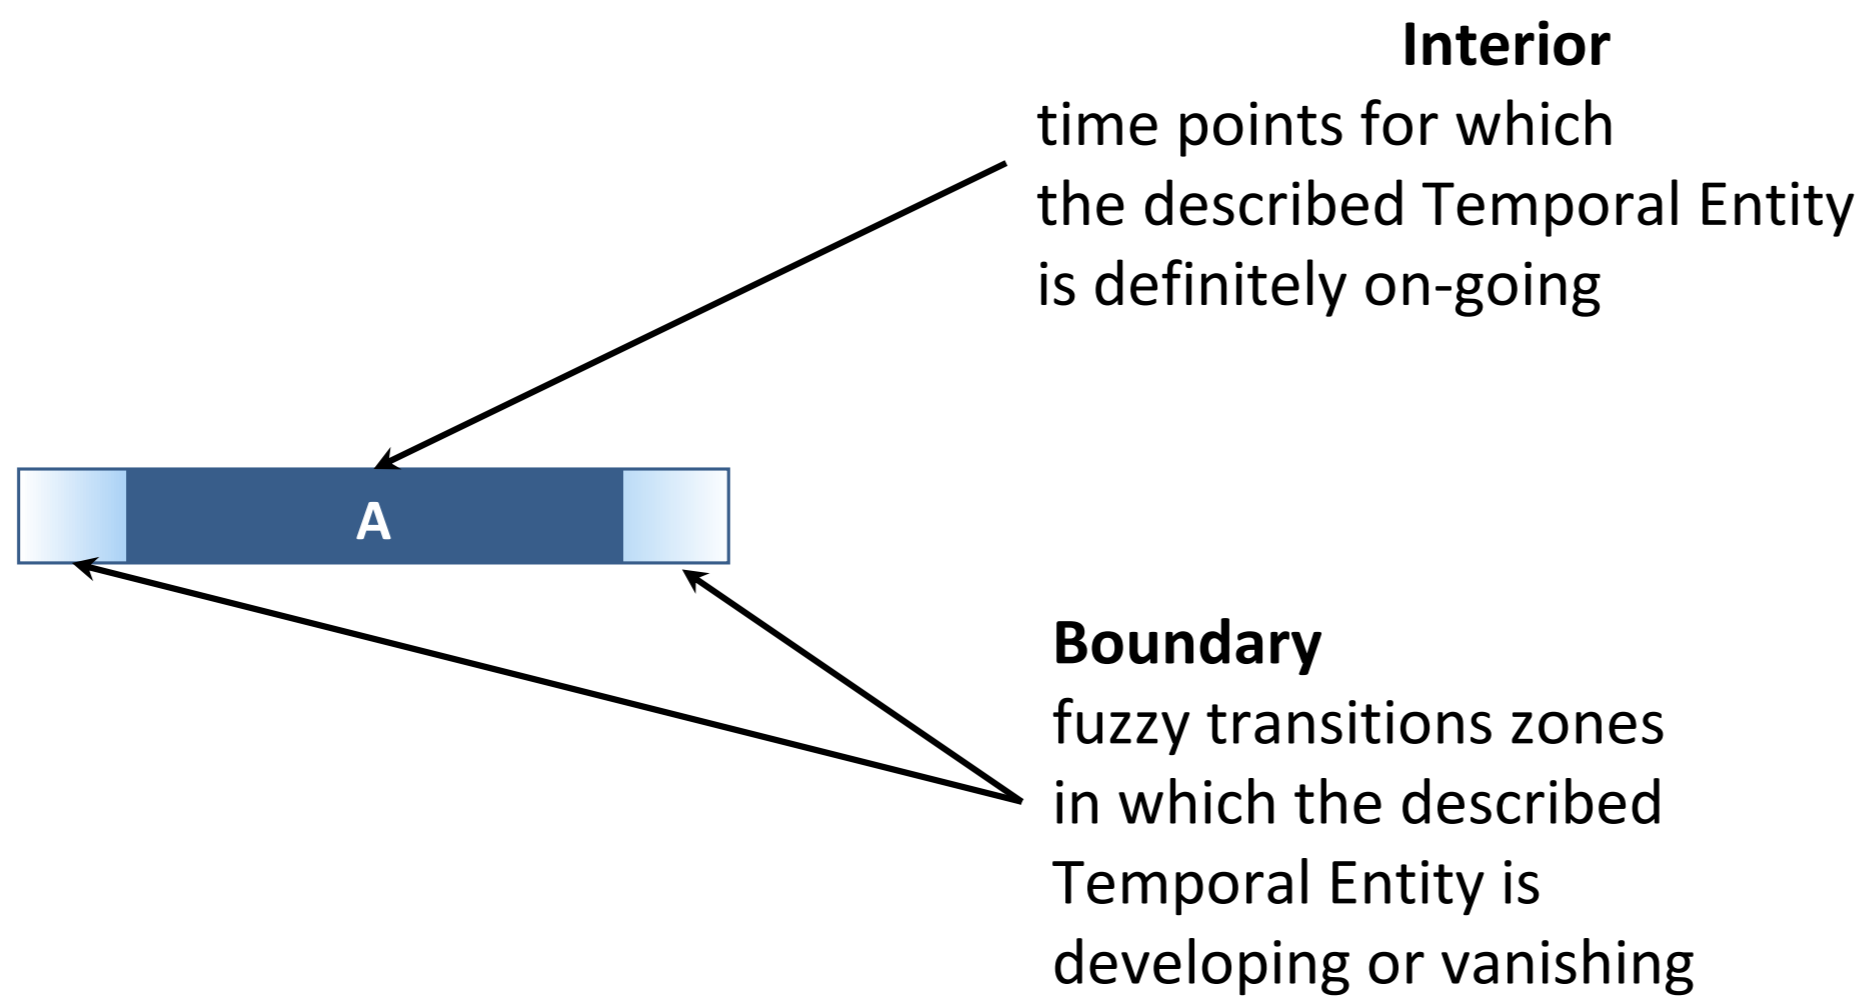 Interior
time points for which
the described Temporal Entity
is definitely on-going
A
Boundary
fuzzy transitions zones
in which the described
Temporal Entity is
developing or vanishing